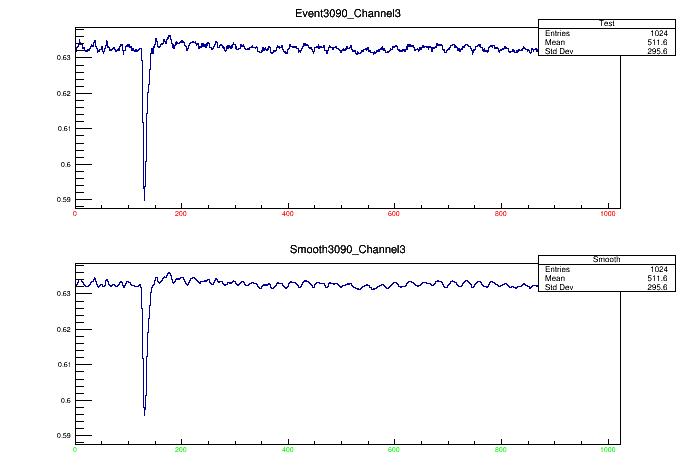 Event3090_Channel3
Test
Entries 1024
Mean 511.6
Std Dev 295.6
0.63
0.62
0.61
0.6
0.59
0 200 400 600 800 1000
Smooth3090_Channel3
Smooth
Entries 1024
Mean 511.6
Std Dev 295.6
0.63
0.62
0.61
0.6
0.59
0 200 400 600 800 1000